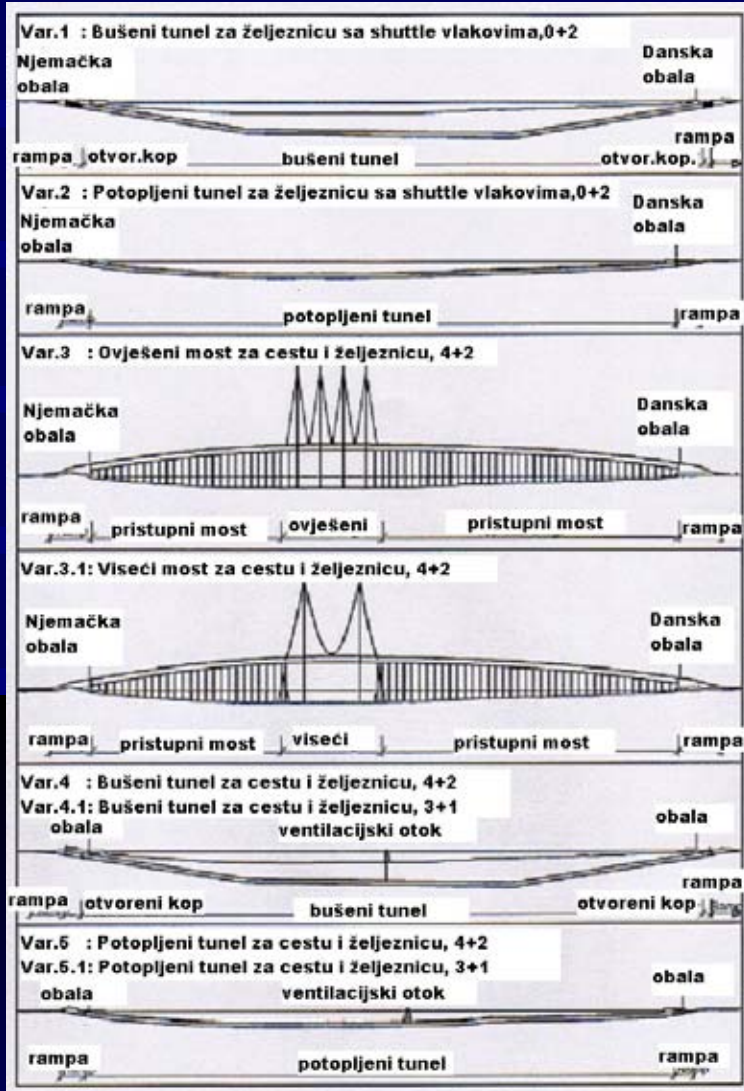 Var.1 : Bušeni tunel za željeznicu sa shuttle vlakovima,0+2
Njemačka obala
Danska obala
rampa
rampa otvor.kop bušeni tunel otvor.kop.
Var.2 : Potopljeni tunel za željeznicu sa shuttle vlakovima,0+2
Njemačka obala
Danska obala
rampa potopljeni tunel rampa
Var.3 : Ovješeni most za cestu i željeznicu, 4+2
Njemačka obala
Danska obala
rampa pristupni most ovješeni pristupni most rampa
Var.3.1: Viseći most za cestu i željeznicu, 4+2
Njemačka obala
Danska obala
rampa pristupni most viseći pristupni most rampa
Var.4 : Bušeni tunel za cestu i željeznicu, 4+2
Var.4.1: Bušeni tunel za cestu i željeznicu, 3+1
obala ventilacijski otok obala
rampa
rampa otvoreni kop bušeni tunel otvoreni kop
Var.5 : Potopljeni tunel za cestu i željeznicu, 4+2
Var.5.1: Potopljeni tunel za cestu i željeznicu, 3+1
obala ventilacijski otok obala
rampa potopljeni tunel rampa